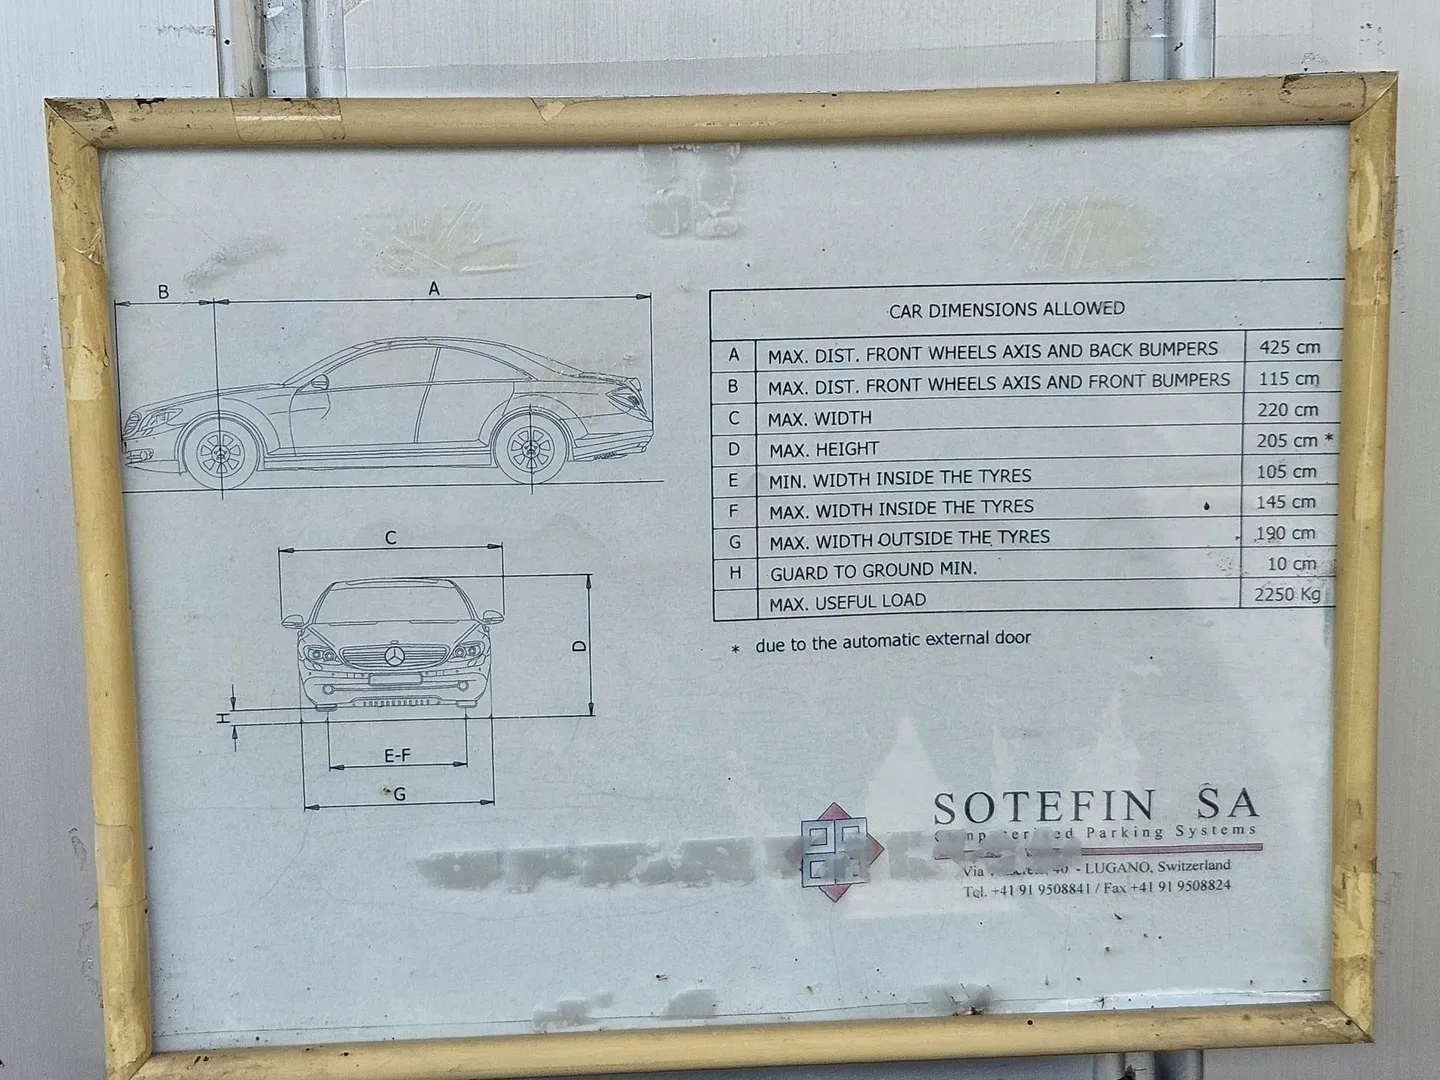 B A
CAR DIMENSIONS ALLOWED
A MAX. DIST. FRONT WHEELS AXIS AND BACK BUMPERS 425 cm
B MAX. DIST. FRONT WHEELS AXIS AND FRONT BUMPERS 115 cm
C MAX. WIDTH 220 cm
D MAX. HEIGHT 205 cm *
E MIN. WIDTH INSIDE THE TYRES 105 cm
F MAX. WIDTH INSIDE THE TYRES 145 cm
G MAX. WIDTH OUTSIDE THE TYRES 190 cm
H GUARD TO GROUND MIN. 10 cm
MAX. USEFUL LOAD 2250 Kg
* due to the automatic external door
C
D
H
E-F
G
SOTEFIN SA
Parking Systems
Via 40 - LUGANO, Switzerland
Tel. +41 91 9508841 / Fax +41 91 9508824